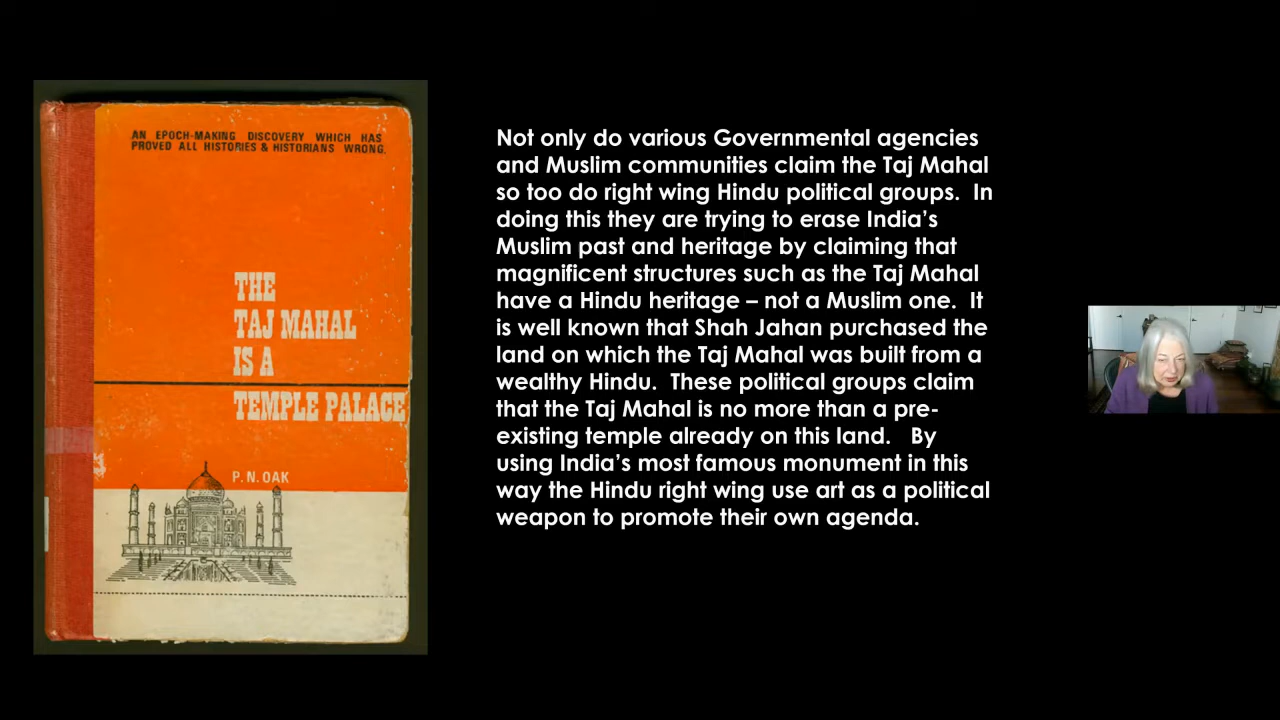 AN EPOCH-MAKING DISCOVERY WHICH HAS
PROVED ALL HISTORIES & HISTORIANS WRONG.
THE
TAJ MAHAL
IS A
TEMPLE PALACE
P. N. OAK
Not only do various Governmental agencies
and Muslim communities claim the Taj Mahal
so too do right wing Hindu political groups.  In
doing this they are trying to erase India’s
Muslim past and heritage by claiming that
magnificent structures such as the Taj Mahal
have a Hindu heritage – not a Muslim one.  It
is well known that Shah Jahan purchased the
land on which the Taj Mahal was built from a
wealthy Hindu.  These political groups claim
that the Taj Mahal is no more than a pre-
existing temple already on this land.   By
using India’s most famous monument in this
way the Hindu right wing use art as a political
weapon to promote their own agenda.